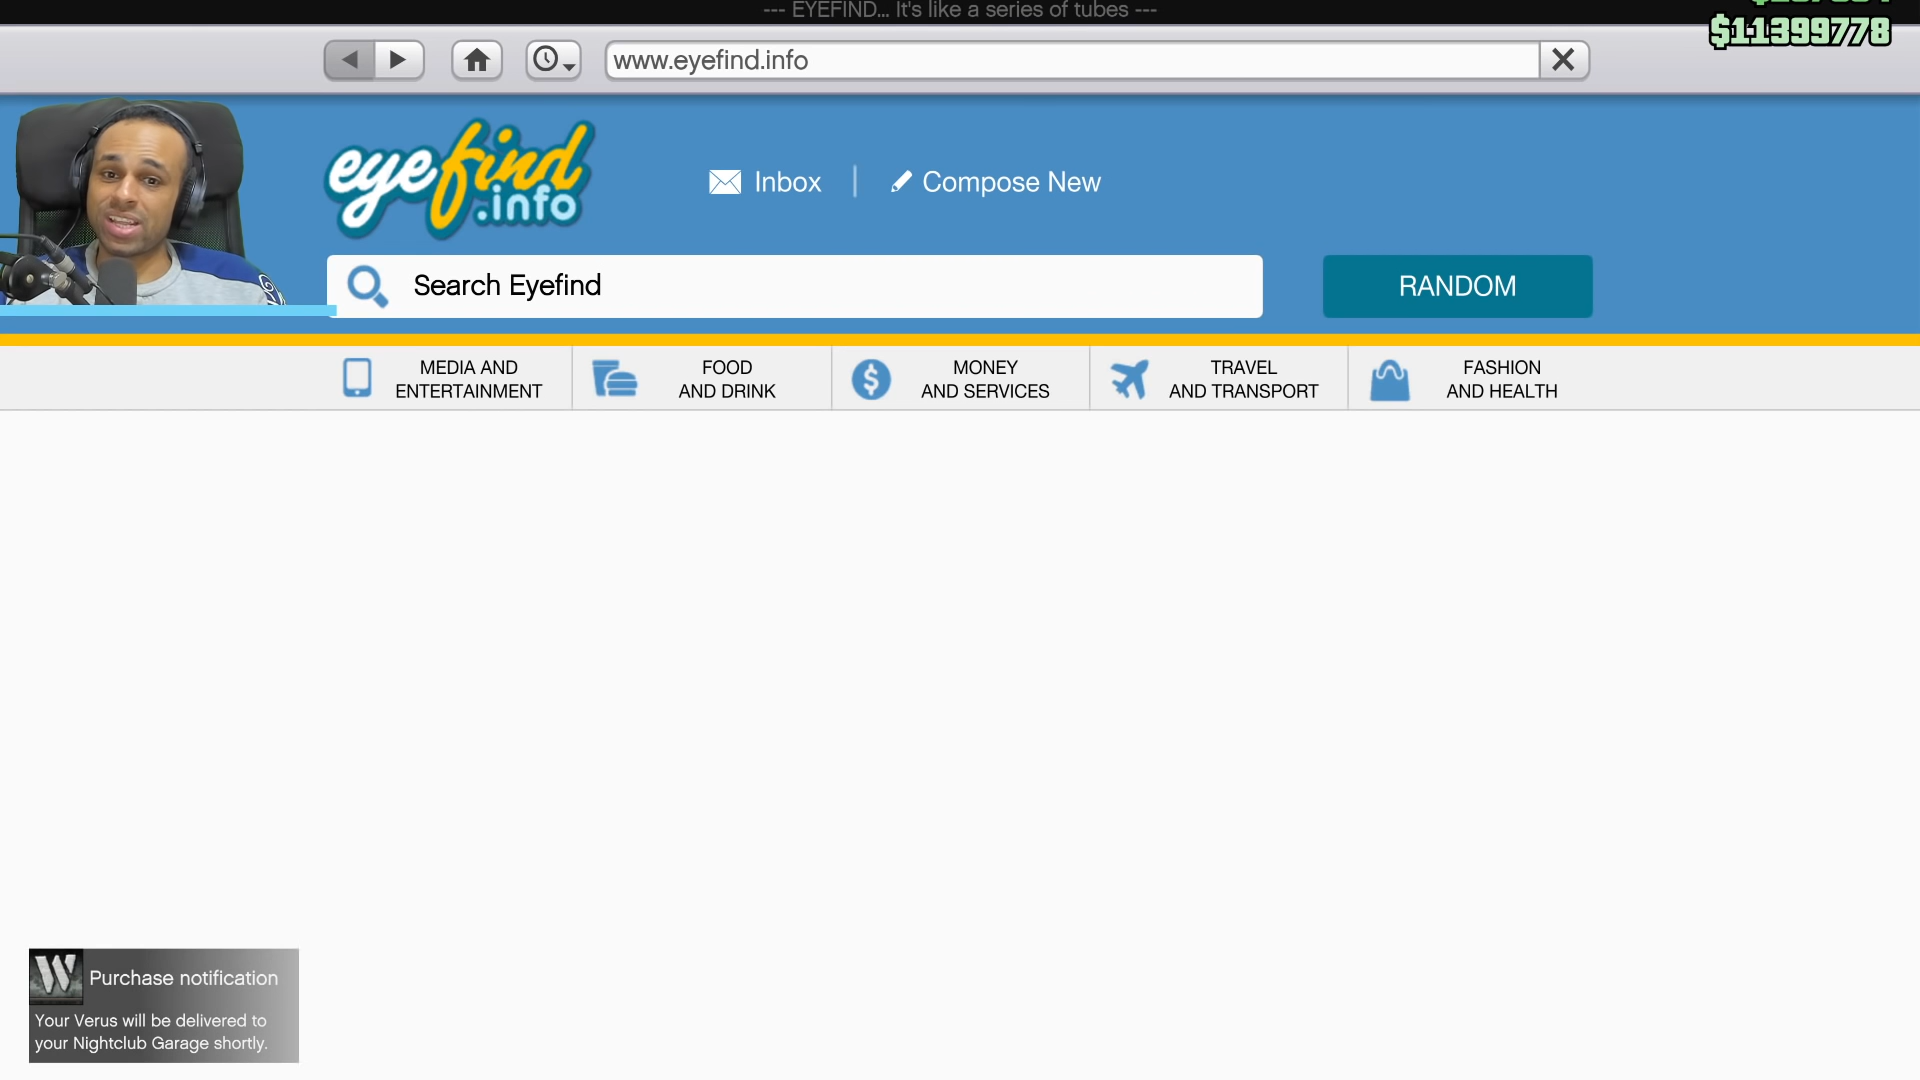 --- EYEFIND... It's like a series of tubes ---
$11399778
www.eyefind.info
eyefind
.info
Inbox
Compose New
Search Eyefind
RANDOM
MEDIA AND
ENTERTAINMENT
FOOD
AND DRINK
MONEY
AND SERVICES
TRAVEL
AND TRANSPORT
FASHION
AND HEALTH
W
Purchase notification
Your Verus will be delivered to
your Nightclub Garage shortly.